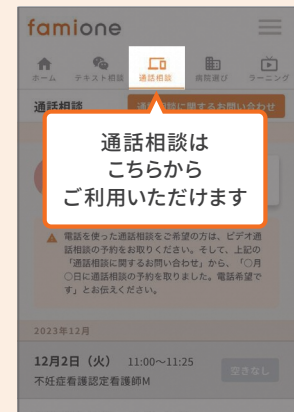 famione
ホーム
テキスト相談
通話相談
病院選び
ラーニング
通話相談
通話相談に関するお問い合わせ
通話相談は
こちらから
ご利用いただけます
電話を使った通話相談をご希望の方は、ビデオ通
話相談の予約をお取りください。そして、上記の
「通話相談に関するお問い合わせ」から、「○月
○日に通話相談の予約を取りました。電話希望で
す」とお伝えください。
2023年12月
12月2日（火） 11:00〜11:25
不妊症看護認定看護師M
空きなし